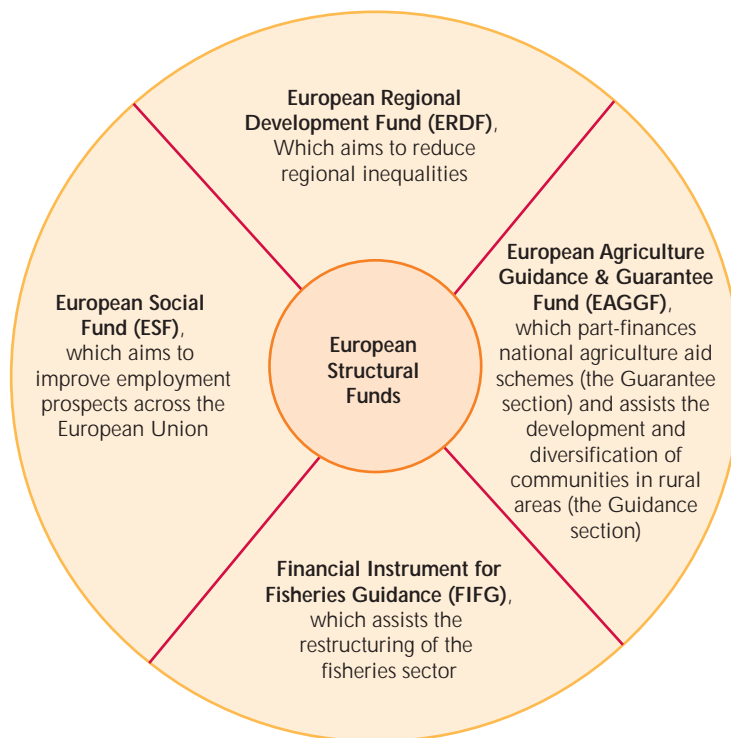 European Regional
Development Fund (ERDF),
Which aims to reduce
regional inequalities
European Agriculture
Guidance & Guarantee
Fund (EAGGF),
which part-finances
national agriculture aid
schemes (the Guarantee
section) and assists the
development and
diversification of
communities in rural
areas (the Guidance
section)
European Social
Fund (ESF),
which aims to
improve employment
prospects across the
European Union
European
Structural
Funds
Financial Instrument for
Fisheries Guidance (FIFG),
which assists the
restructuring of the
fisheries sector